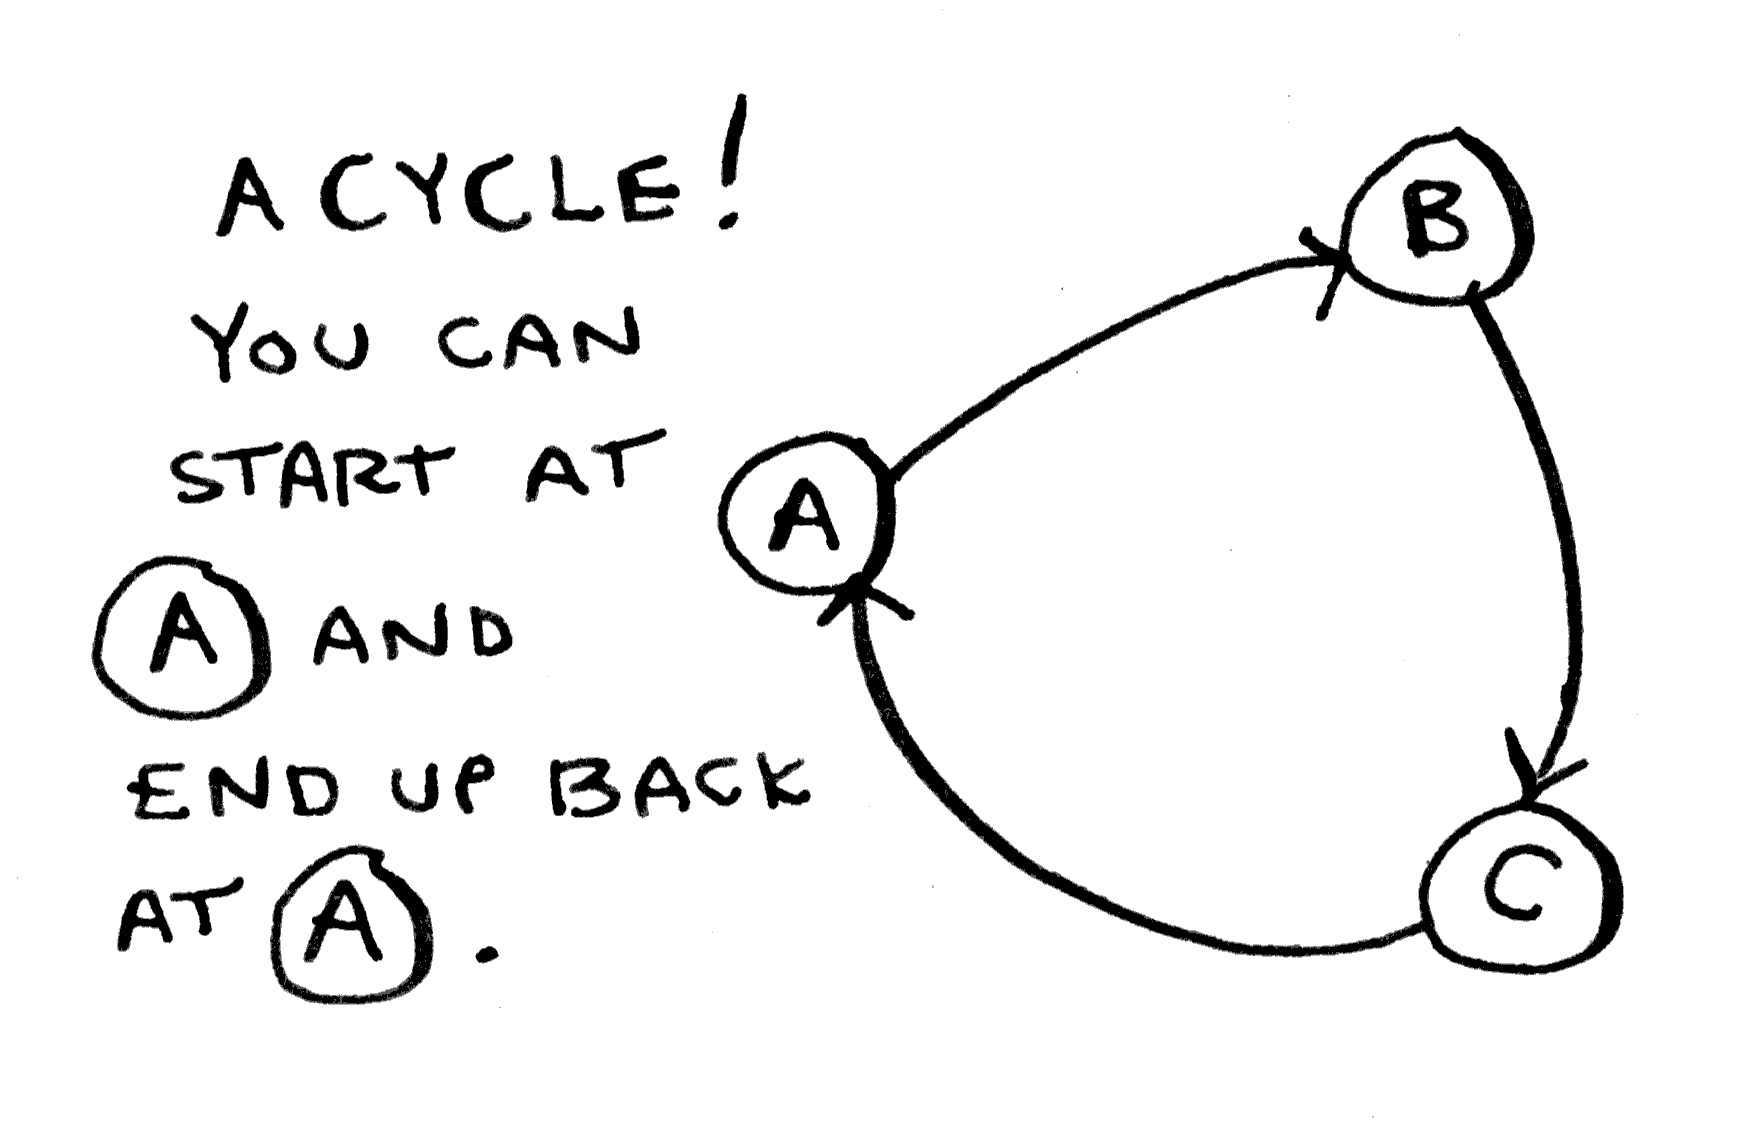 A CYCLE!
YOU CAN
START AT
A AND
END UP BACK
AT A.
B
A
C